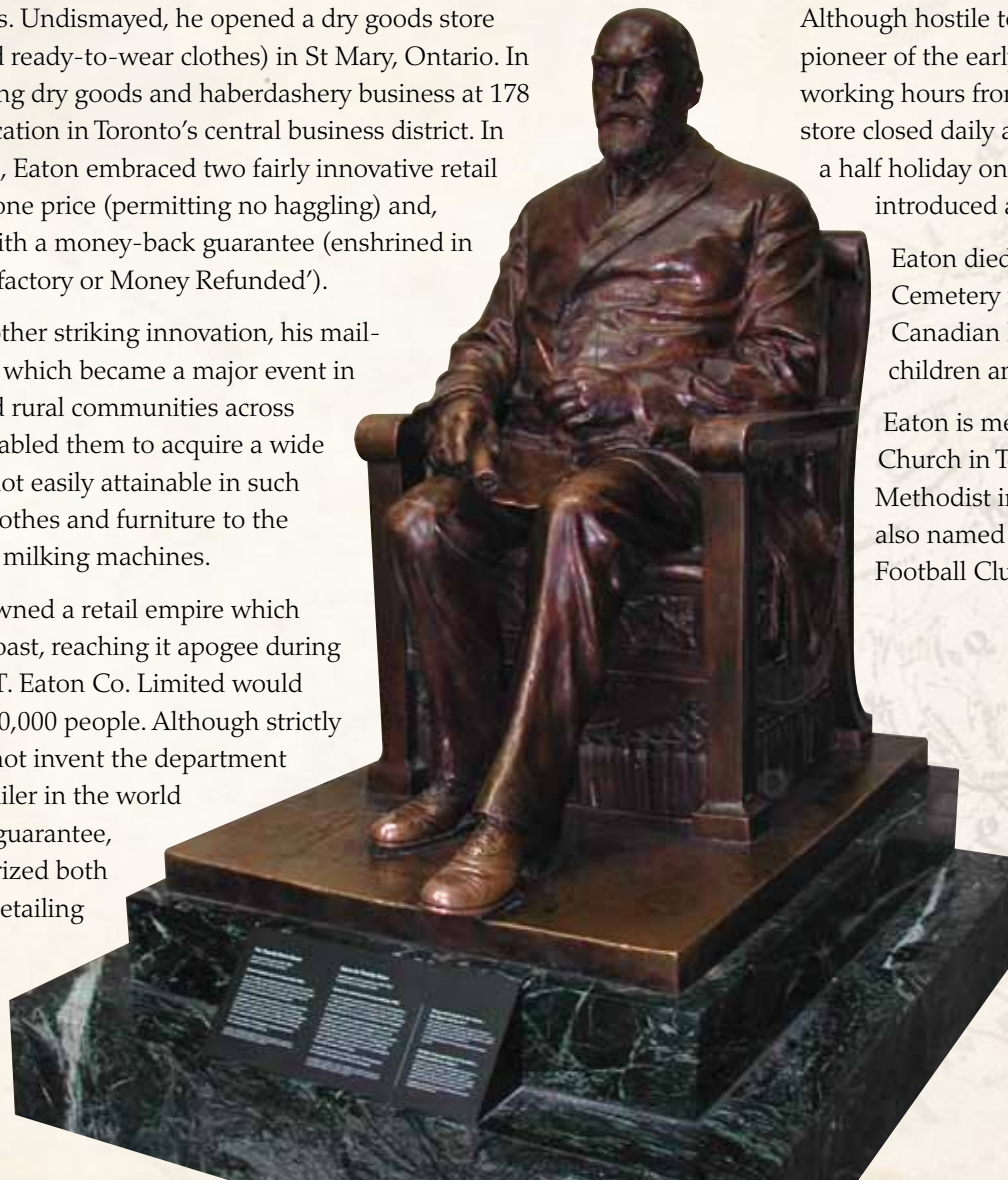 s. Undismayed, he opened a dry goods store
d ready-to-wear clothes) in St Mary, Ontario. In
ng dry goods and haberdashery business at 178
cation in Toronto's central business district. In
, Eaton embraced two fairly innovative retail
one price (permitting no haggling) and,
ith a money-back guarantee (enshrined in
factory or Money Refunded').
other striking innovation, his mail-
which became a major event in
d rural communities across
abled them to acquire a wide
not easily attainable in such
othes and furniture to the
milking machines.
wned a retail empire which
oast, reaching it apogee during
T. Eaton Co. Limited would
0,000 people. Although strictly
not invent the department
iler in the world
guarantee,
rized both
etailing
Although hostile to
pioneer of the early
working hours from
store closed daily a
a half holiday on
introduced a
Eaton died
Cemetery
Canadian
children an
Eaton is me
Church in T
Methodist in
also named
Football Clu